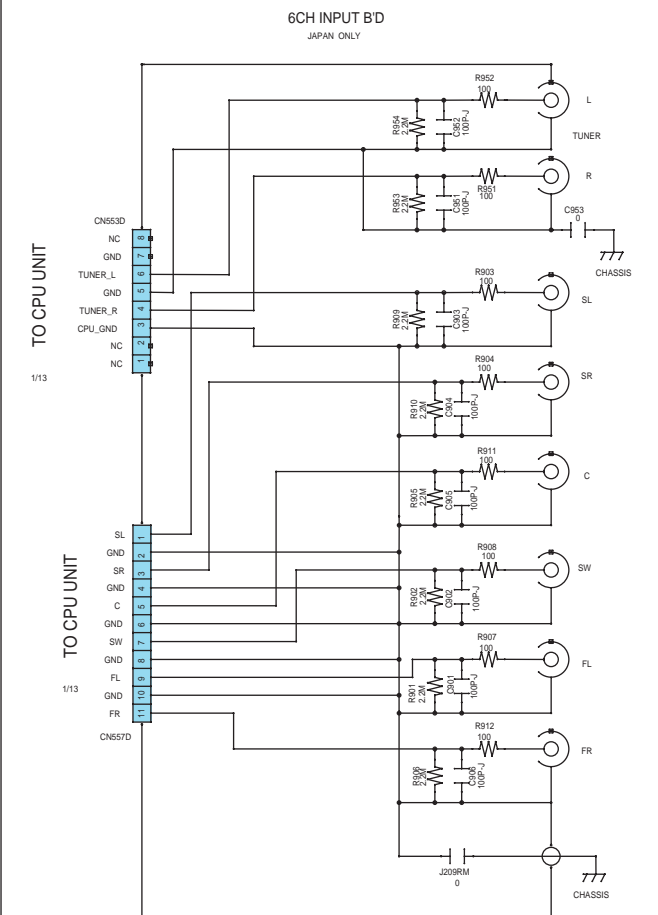 6CH INPUT B'D
JAPAN ONLY
R952
100
L
R954
2.2M
C952
100P-J
TUNER
R951
100
R
R953
2.2M
C951
100P-J
C953
0
CHASSIS
TO CPU UNIT
1/13
CN553D
NC 8
GND 7
TUNER_L 6
GND 5
TUNER_R 4
CPU_GND 3
NC 2
NC 1
R903
100
SL
R909
2.2M
C903
100P-J
R904
100
SR
R910
2.2M
C904
100P-J
R911
100
C
R905
2.2M
C905
100P-J
TO CPU UNIT
1/13
SL 1
GND 2
SR 3
GND 4
C 5
GND 6
SW 7
GND 8
FL 9
GND 10
FR 11
CN557D
R908
100
SW
R902
2.2M
C902
100P-J
R907
100
FL
R901
2.2M
C901
100P-J
R912
100
FR
R906
2.2M
C906
100P-J
J209RM
0
CHASSIS